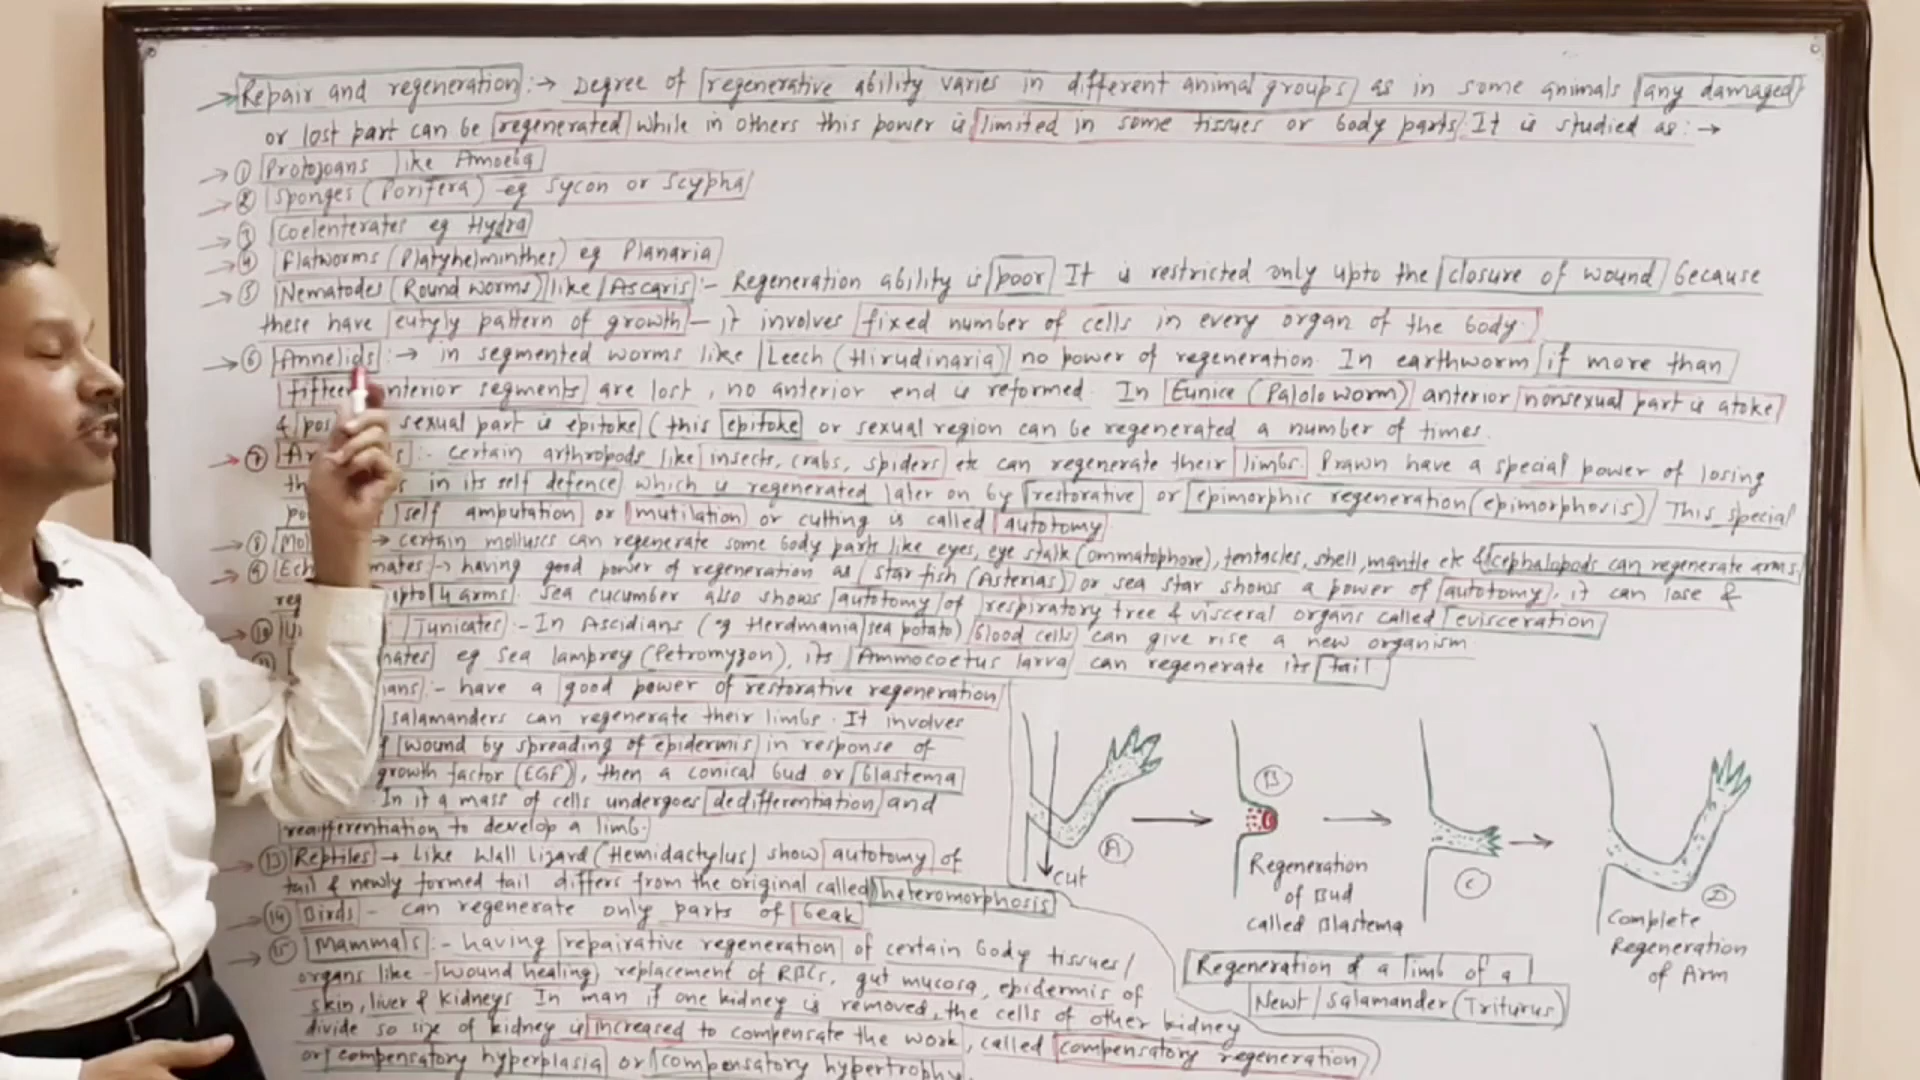 Repair and regeneration :→ Degree of regenerative ability varies in different animal groups as in some animals any damaged
or lost part can be regenerated while in others this power is limited in some tissues or body parts It is studied as :→
→ ① Protozoans like Amoeba
→ ② Sponges (Porifera) eg Sycon or Scypha
→ ③ Coelenterates eg Hydra
→ ④ Flatworms (Platyhelminthes) eg Planaria
→ ⑤ Nematodes (Round worms) like Ascaris :- Regeneration ability is poor It is restricted only upto the closure of wound because
these have eutyly pattern of growth – it involves fixed number of cells in every organ of the body.
→ ⑥ Annelids :→ in segmented worms like Leech (Hirudinaria) no power of regeneration. In earthworm if more than
fifteen anterior segments are lost, no anterior end is reformed. In Eunice (Palolo worm) anterior nonsexual part is atoke
& pos sexual part is epitoke (this epitoke or sexual region can be regenerated a number of times.
→ ⑦ Ar s :- certain arthropods like insects, crabs, spiders etc can regenerate their limbs. Prawn have a special power of losing
th in its self defence which is regenerated later on by restorative or epimorphic regeneration (epimorphosis) This special
po self amputation or mutilation or cutting is called autotomy
→ ⑧ Mol → certain molluscs can regenerate some body parts like eyes, eye stalk (ommatophore), tentacles, shell, mantle etc & cephalopods can regenerate arms.
→ ⑨ Ech mates → having good power of regeneration as star fish (Asterias) or sea star shows a power of autotomy, it can lose &
reg upto 4 arms. Sea cucumber also shows autotomy of respiratory tree & visceral organs called evisceration
→ ⑩ Tunicates :- In Ascidians (eg Herdmania/sea potato) blood cells can give rise a new organism
nates eg Sea lamprey (Petromyzon), its Ammocoetus larva can regenerate its tail
ians :- have a good power of restorative regeneration
salamanders can regenerate their limbs. It involves
wound by spreading of epidermis in response of
growth factor (EGF), then a conical bud or blastema
In it a mass of cells undergoes dedifferentiation and
redifferentiation to develop a limb.
→ ⑬ Reptiles → Like Wall lizard (Hemidactylus) show autotomy of
tail & newly formed tail differs from the original called heteromorphosis
→ ⑭ Birds - can regenerate only parts of beak
→ ⑮ Mammals :- having repairative regeneration of certain body tissues/
organs like - (wound healing) replacement of RBCs, gut mucosa, epidermis of
skin, liver & kidneys In man if one kidney is removed, the cells of other kidney
divide so size of kidney is increased to compensate the work, called compensatory regeneration
or compensatory hyperplasia or compensatory hypertrophy.
A
cut
B
Regeneration
of Bud
called Blastema
C
D
Complete
Regeneration
of Arm
Regeneration of a limb of a
Newt/Salamander (Triturus)